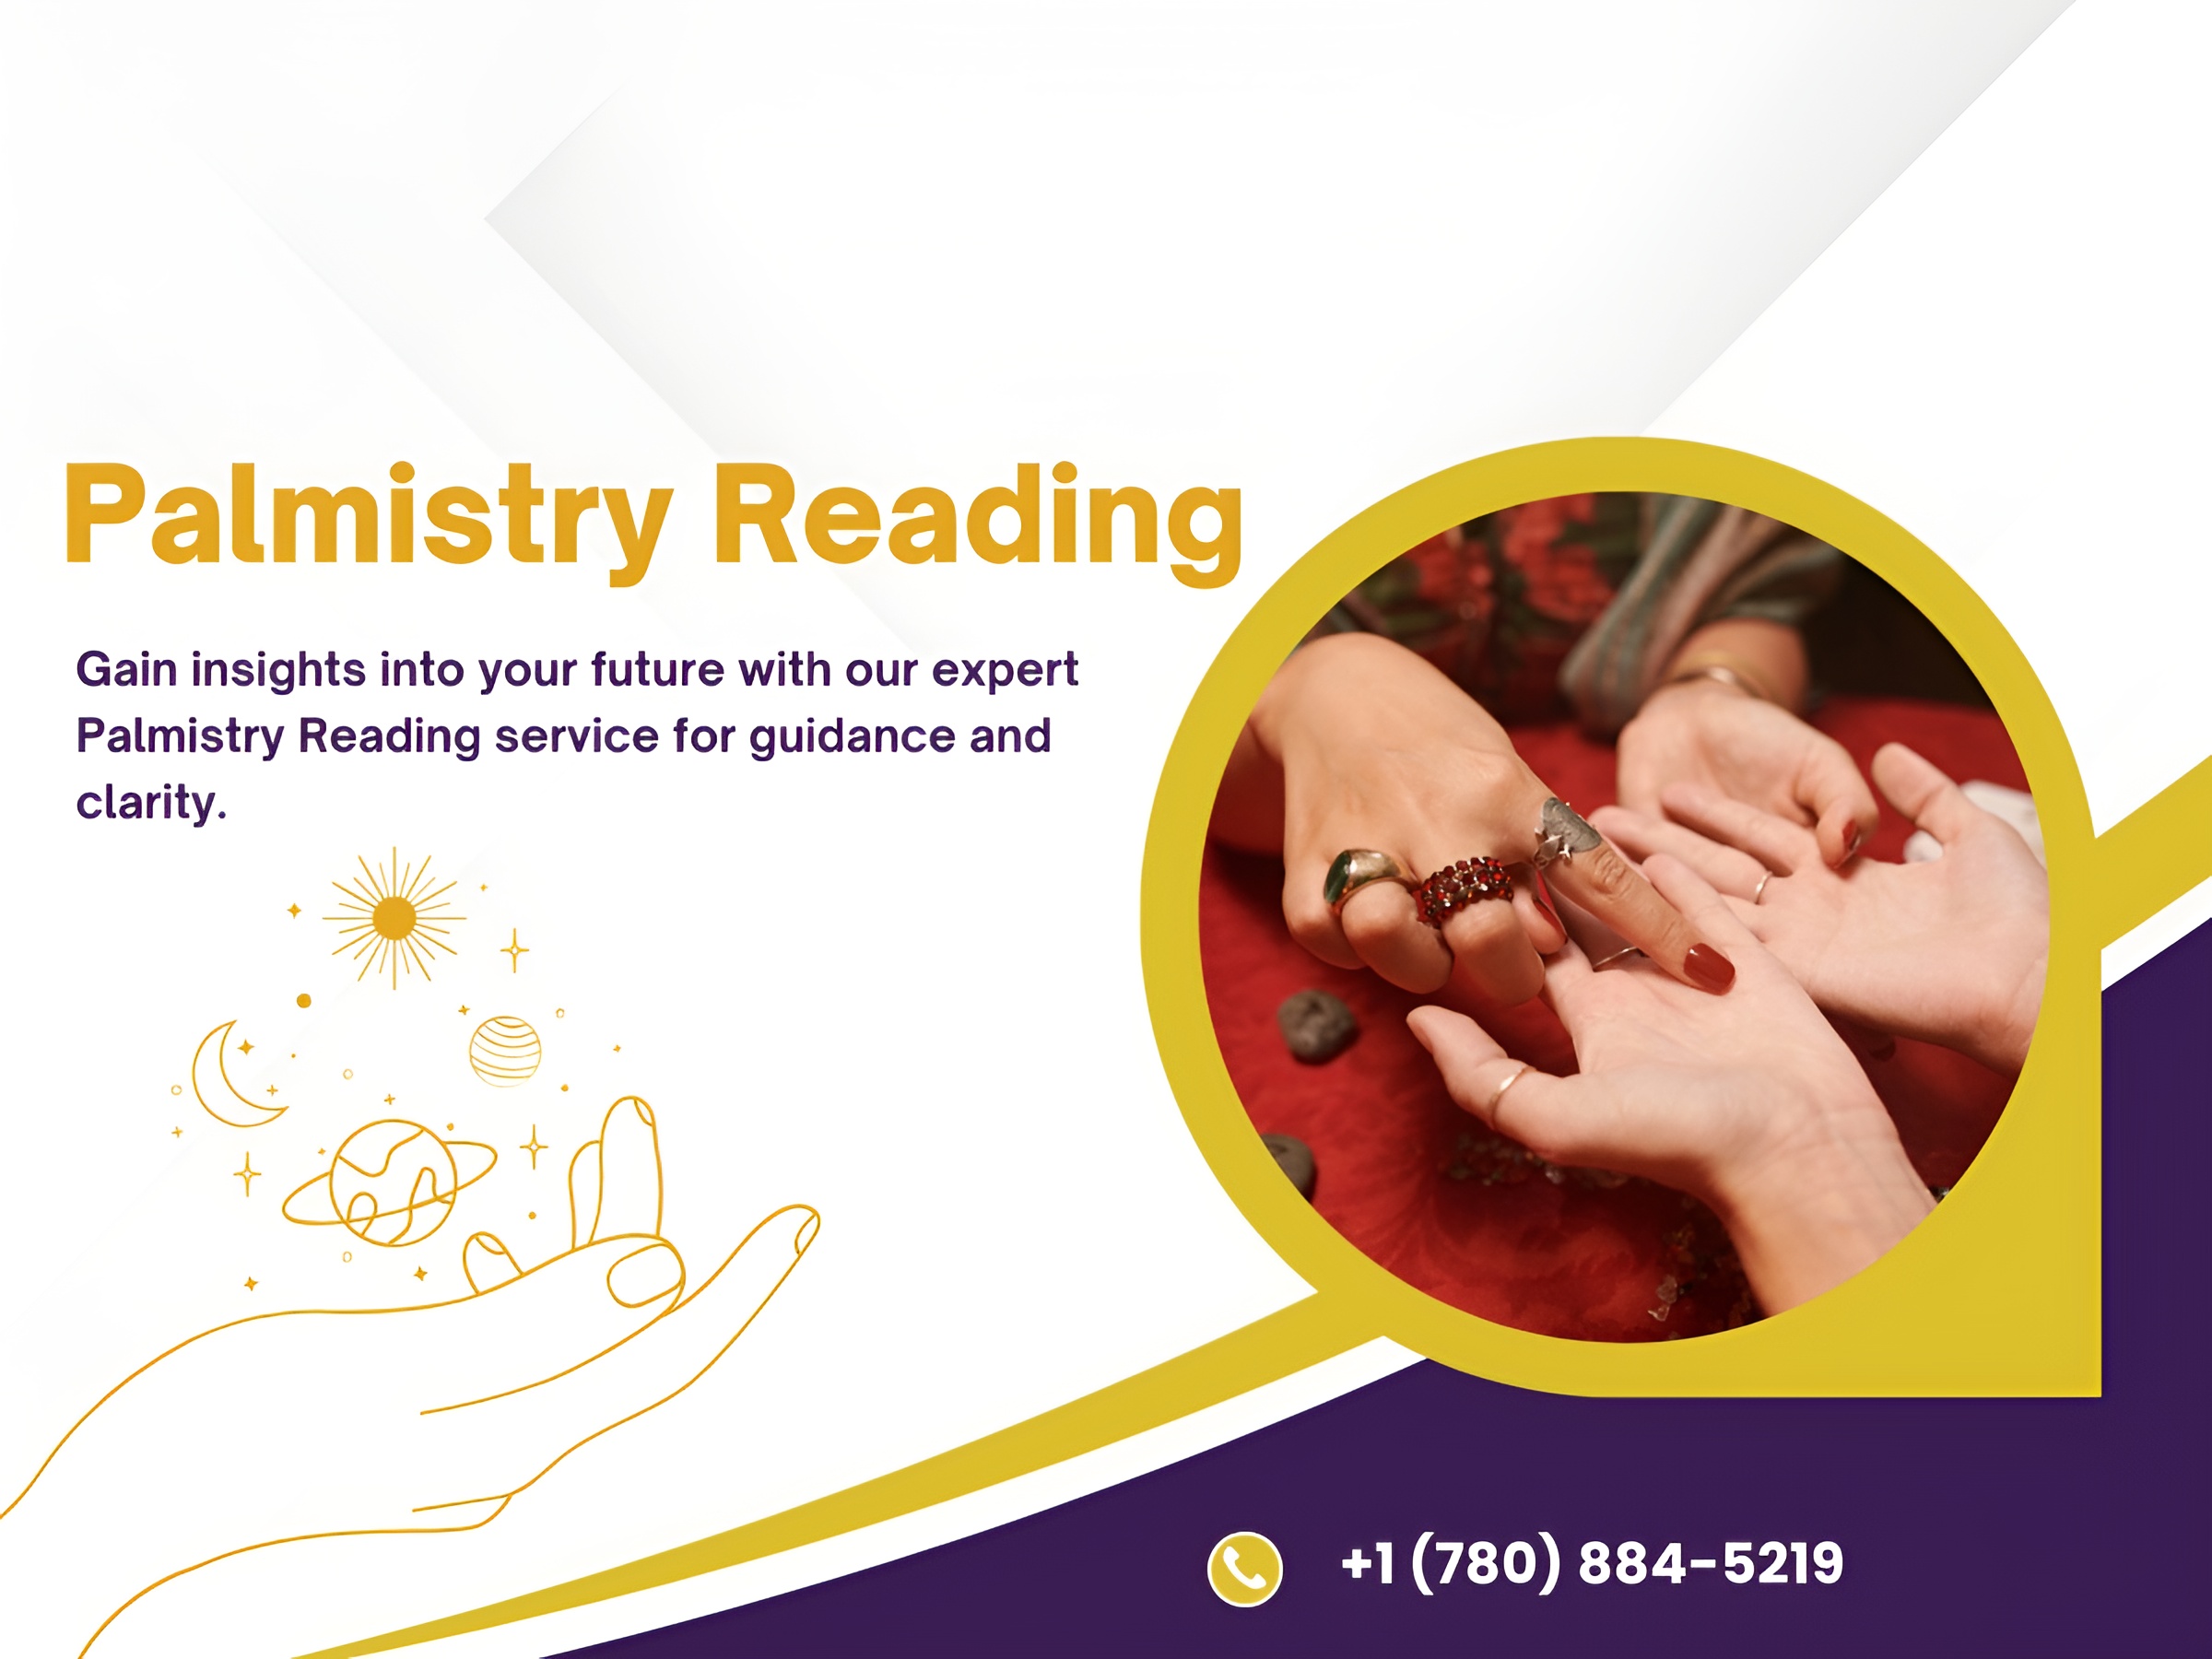 Palmistry Reading
Gain insights into your future with our expert
Palmistry Reading service for guidance and
clarity.
+1 (780) 884-5219